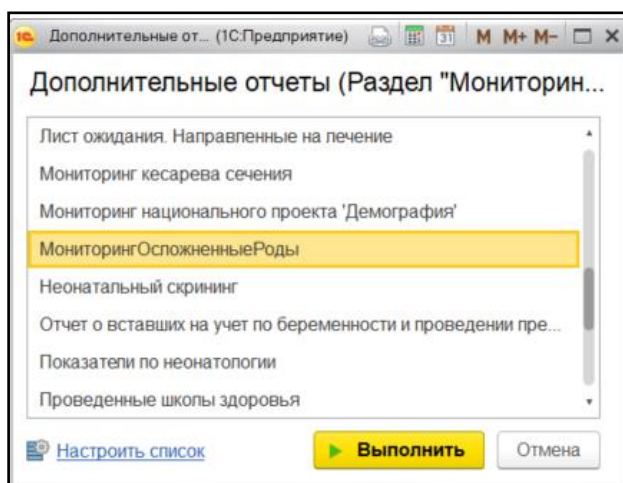 1С Дополнительные от... (1С:Предприятие) 31 M M+ M-
Дополнительные отчеты (Раздел "Мониторин...
Лист ожидания. Направленные на лечение
Мониторинг кесарева сечения
Мониторинг национального проекта 'Демография'
МониторингОсложненныеРоды
Неонатальный скрининг
Отчет о вставших на учет по беременности и проведении пре...
Показатели по неонатологии
Проведенные школы здоровья
Настроить список Выполнить Отмена